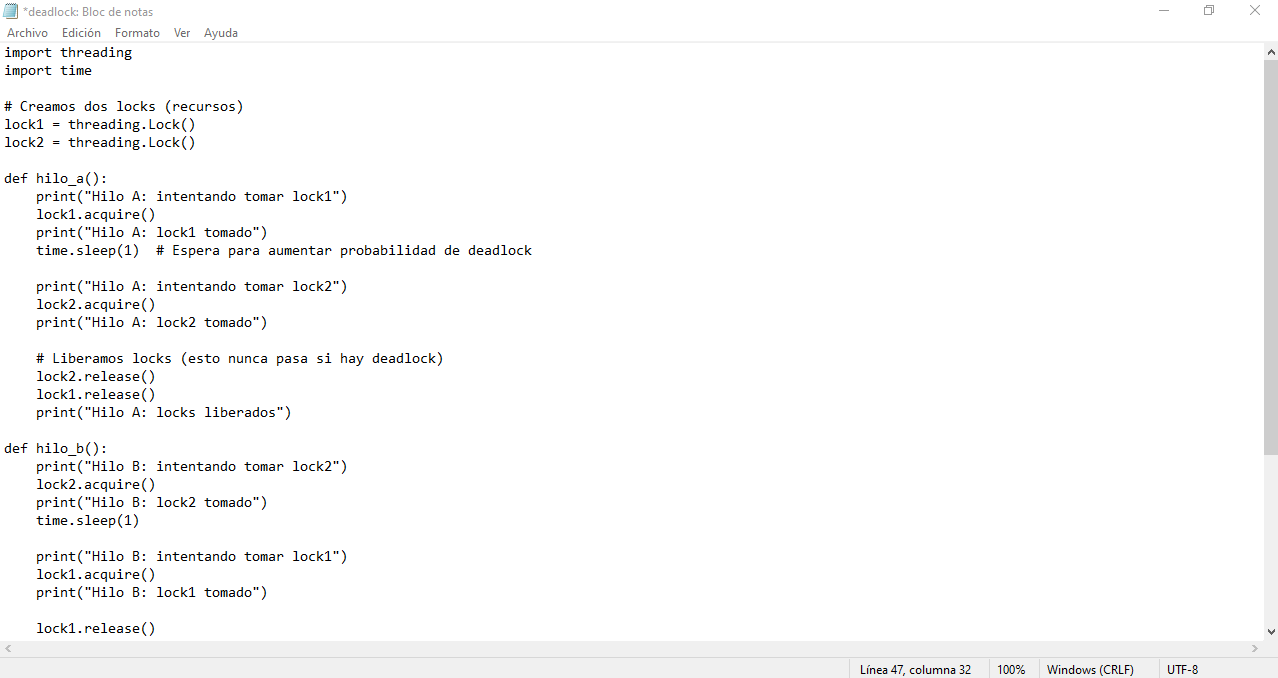 *deadlock: Bloc de notas
Archivo Edición Formato Ver Ayuda
import threading
import time

# Creamos dos locks (recursos)
lock1 = threading.Lock()
lock2 = threading.Lock()

def hilo_a():
    print("Hilo A: intentando tomar lock1")
    lock1.acquire()
    print("Hilo A: lock1 tomado")
    time.sleep(1)  # Espera para aumentar probabilidad de deadlock

    print("Hilo A: intentando tomar lock2")
    lock2.acquire()
    print("Hilo A: lock2 tomado")

    # Liberamos locks (esto nunca pasa si hay deadlock)
    lock2.release()
    lock1.release()
    print("Hilo A: locks liberados")

def hilo_b():
    print("Hilo B: intentando tomar lock2")
    lock2.acquire()
    print("Hilo B: lock2 tomado")
    time.sleep(1)

    print("Hilo B: intentando tomar lock1")
    lock1.acquire()
    print("Hilo B: lock1 tomado")

    lock1.release()
Línea 47, columna 32 100% Windows (CRLF) UTF-8